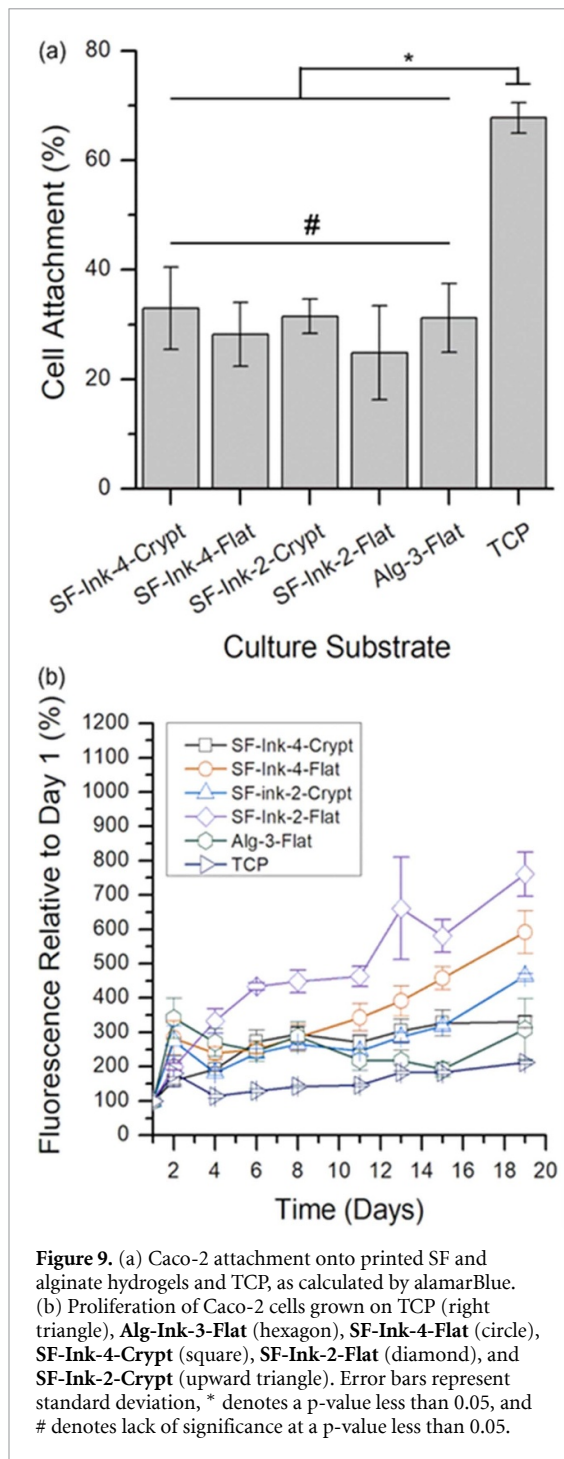 (a)
80
60
40
20
0
Cell Attachment (%)
*
#
SF-Ink-4-Crypt
SF-Ink-4-Flat
SF-Ink-2-Crypt
SF-Ink-2-Flat
Alg-3-Flat
TCP
Culture Substrate
(b)
1200
1100
1000
900
800
700
600
500
400
300
200
100
0
Fluorescence Relative to Day 1 (%)
SF-Ink-4-Crypt
SF-Ink-4-Flat
SF-ink-2-Crypt
SF-Ink-2-Flat
Alg-3-Flat
TCP
2 4 6 8 10 12 14 16 18 20
Time (Days)
Figure 9. (a) Caco-2 attachment onto printed SF and
alginate hydrogels and TCP, as calculated by alamarBlue.
(b) Proliferation of Caco-2 cells grown on TCP (right
triangle), Alg-Ink-3-Flat (hexagon), SF-Ink-4-Flat (circle),
SF-Ink-4-Crypt (square), SF-Ink-2-Flat (diamond), and
SF-Ink-2-Crypt (upward triangle). Error bars represent
standard deviation, * denotes a p-value less than 0.05, and
# denotes lack of significance at a p-value less than 0.05.